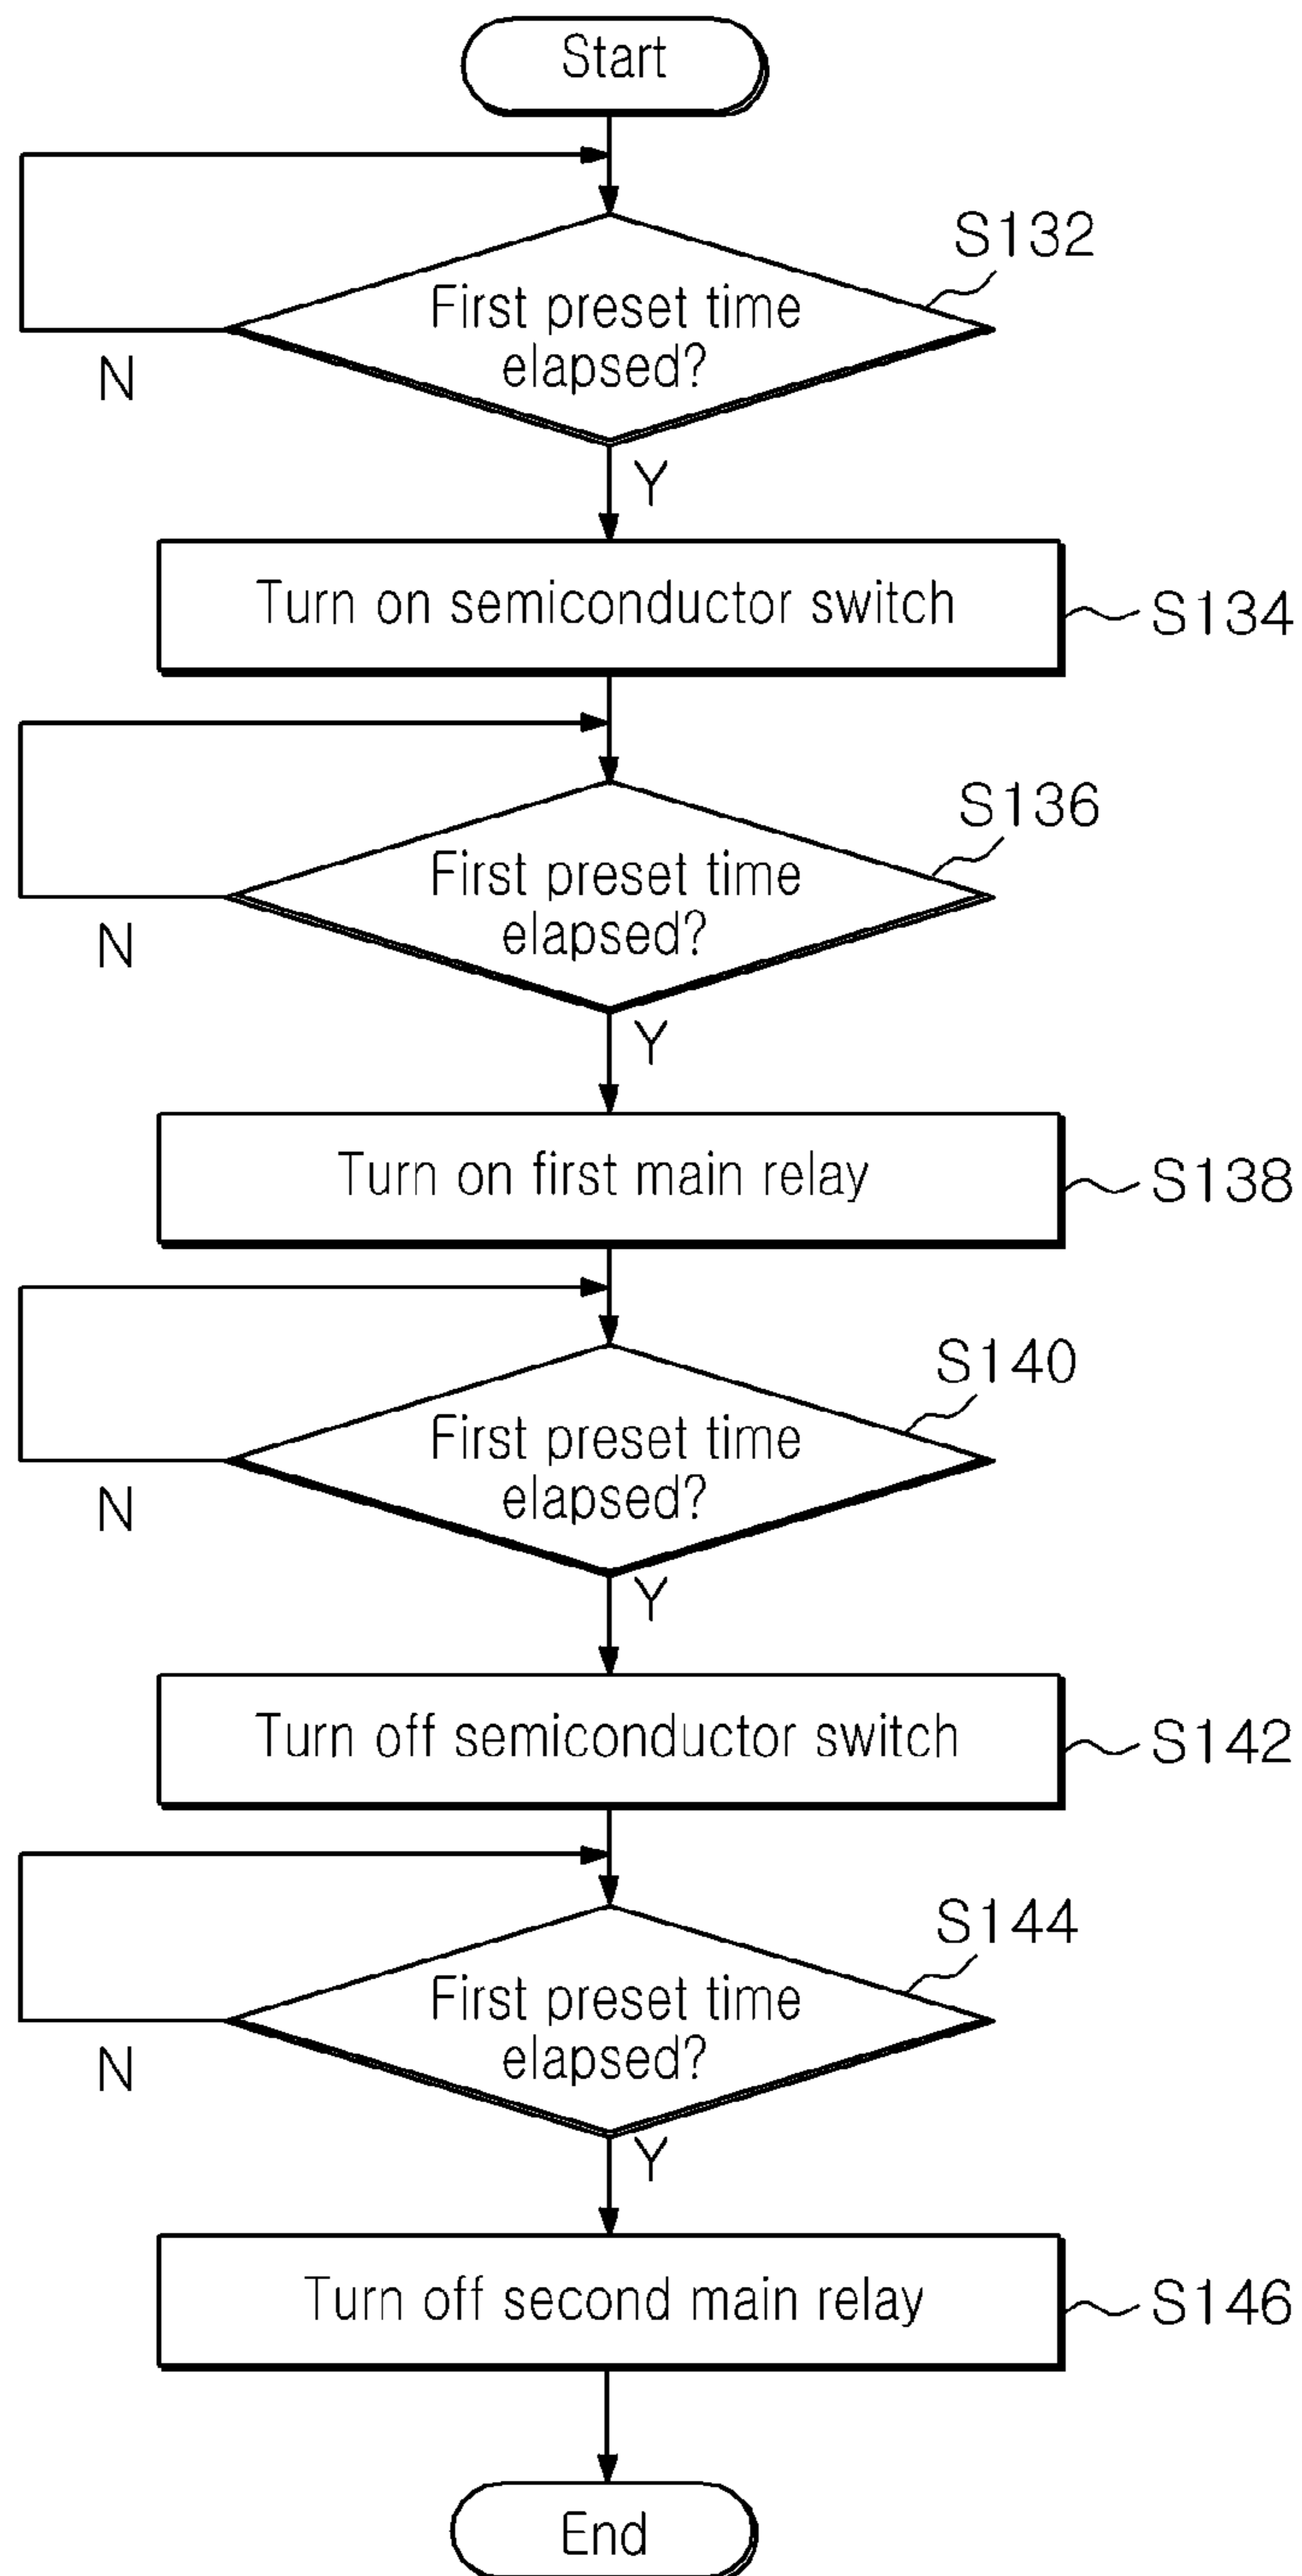 Start
S132
First preset time
elapsed?
N
Y
Turn on semiconductor switch
S134
S136
First preset time
elapsed?
N
Y
Turn on first main relay
S138
S140
First preset time
elapsed?
N
Y
Turn off semiconductor switch
S142
S144
First preset time
elapsed?
N
Y
Turn off second main relay
S146
End